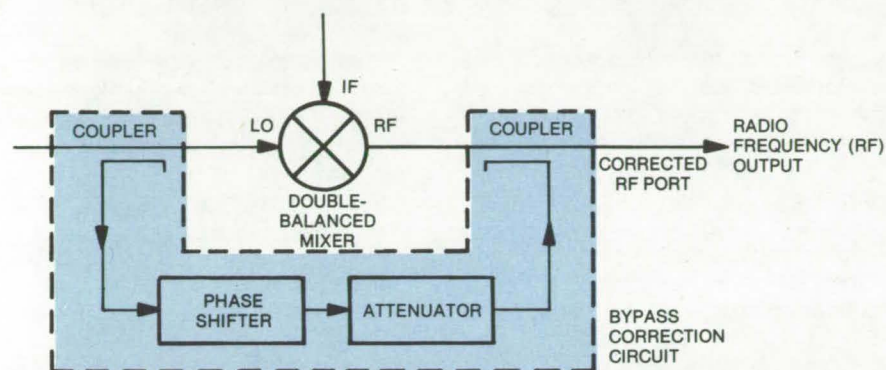 IF
COUPLER
LO
RF
COUPLER
RADIO
FREQUENCY (RF)
OUTPUT
CORRECTED
RF PORT
DOUBLE-
BALANCED
MIXER
PHASE
SHIFTER
ATTENUATOR
BYPASS
CORRECTION
CIRCUIT